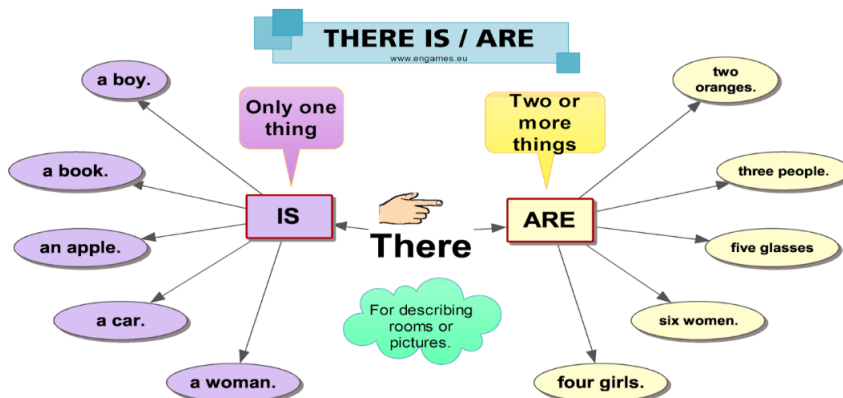 THERE IS / ARE
www.engames.eu
a boy.
Only one
thing
Two or
more
things
two
oranges.
a book.
three people.
IS
ARE
There
an apple.
five glasses
For describing
rooms or
pictures.
a car.
six women.
a woman.
four girls.